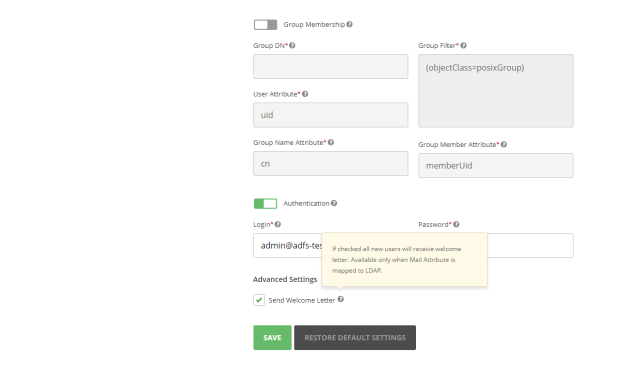 Group Membership
Group DN*
Group Filter*
(objectClass=posixGroup)
User Attribute*
uid
Group Name Attribute*
Group Member Attribute*
cn
memberUid
Authentication
Login*
Password*
admin@adfs-tes
If checked all new users will receive welcome
letter. Available only when Mail Attribute is
mapped to LDAP.
Advanced Settings
Send Welcome Letter
SAVE
RESTORE DEFAULT SETTINGS